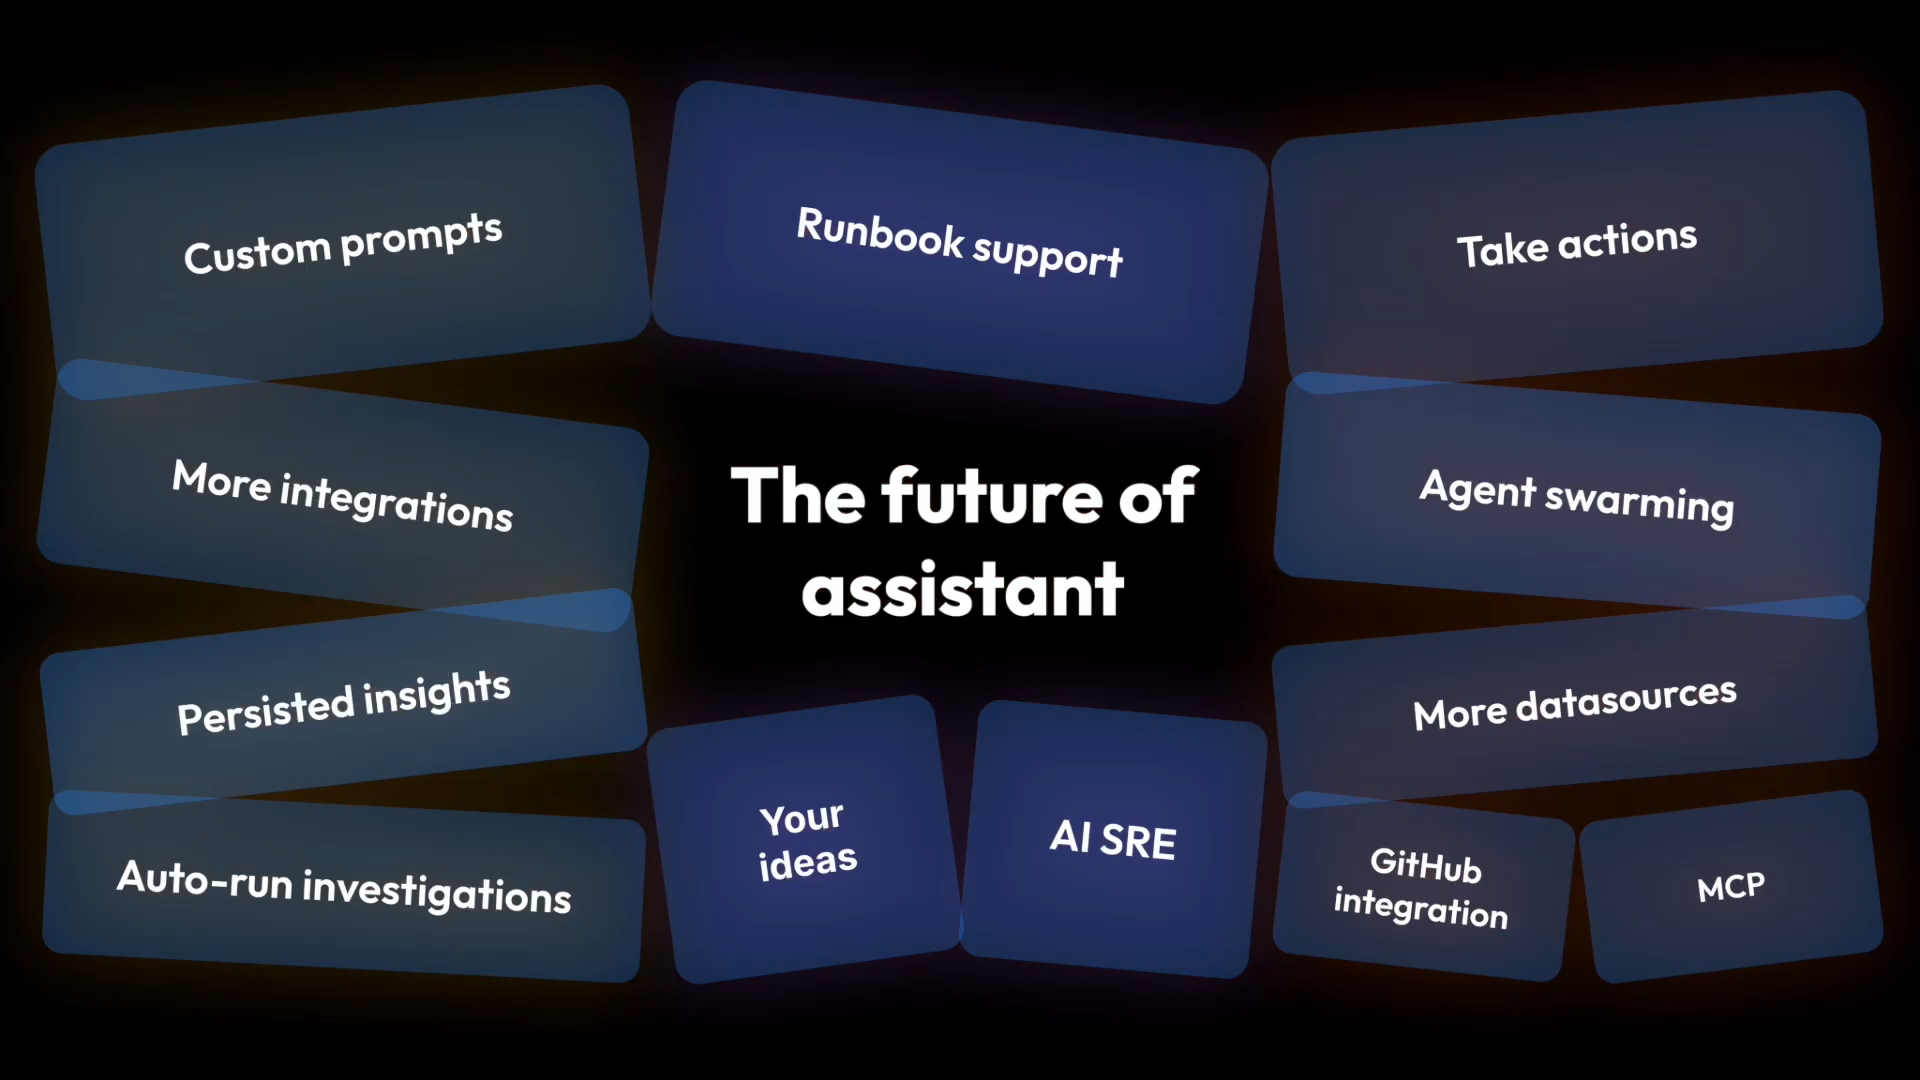 Custom prompts
Runbook support
Take actions
More integrations
The future of
assistant
Agent swarming
Persisted insights
More datasources
Auto-run investigations
Your
ideas
AI SRE
GitHub
integration
MCP